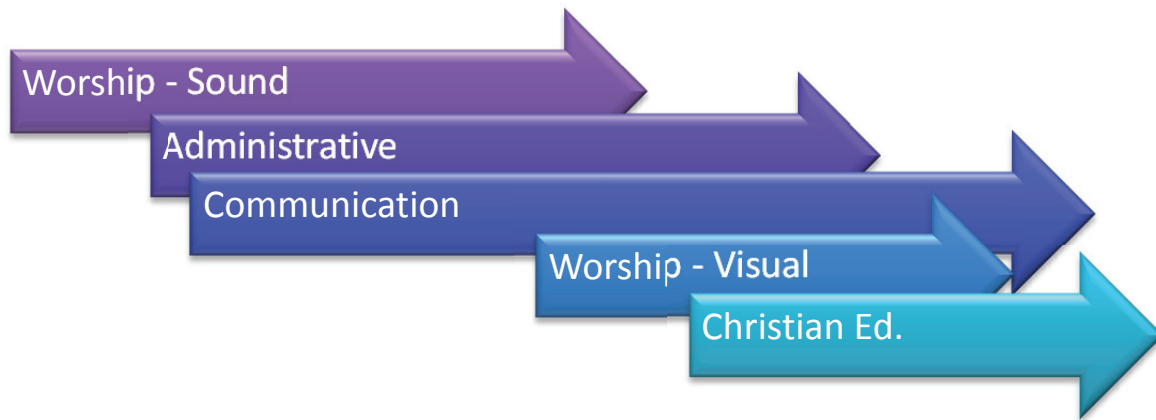 Worship - Sound
Administrative
Communication
Worship - Visual
Christian Ed.